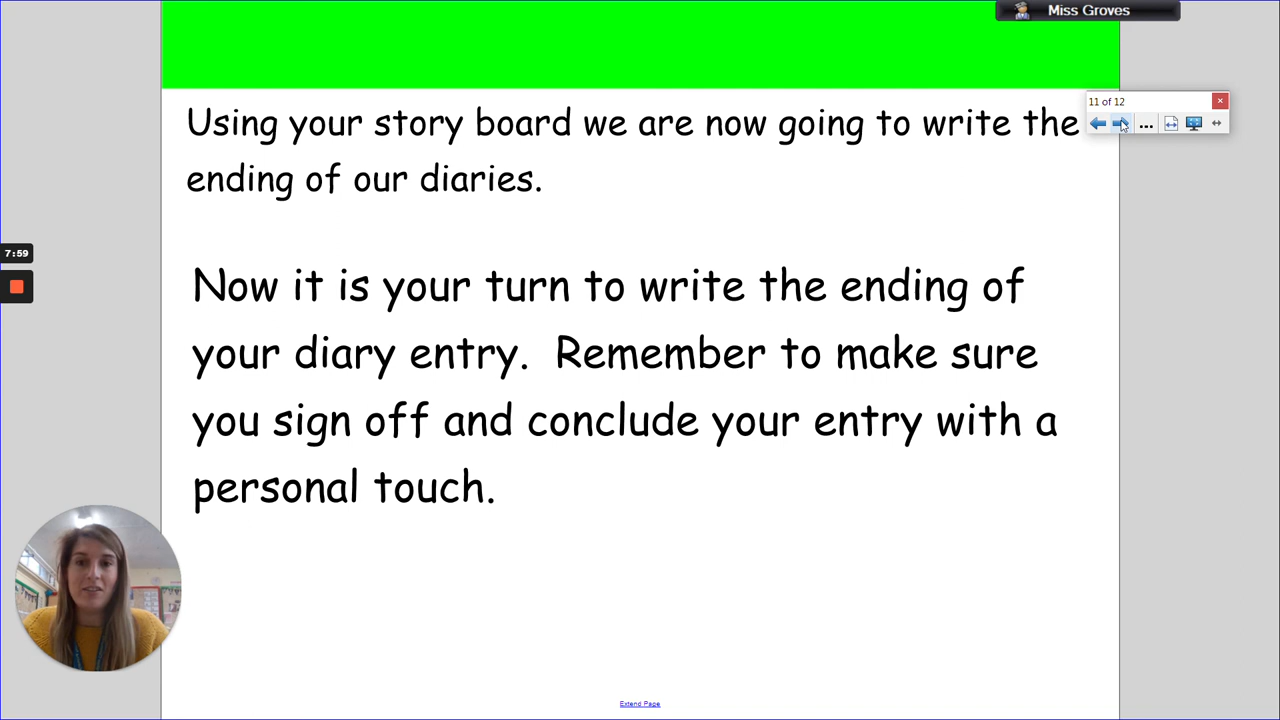 Miss Groves
11 of 12
Using your story board we are now going to write the
ending of our diaries.
7:59
Now it is your turn to write the ending of
your diary entry.  Remember to make sure
you sign off and conclude your entry with a
personal touch.
Extend Page